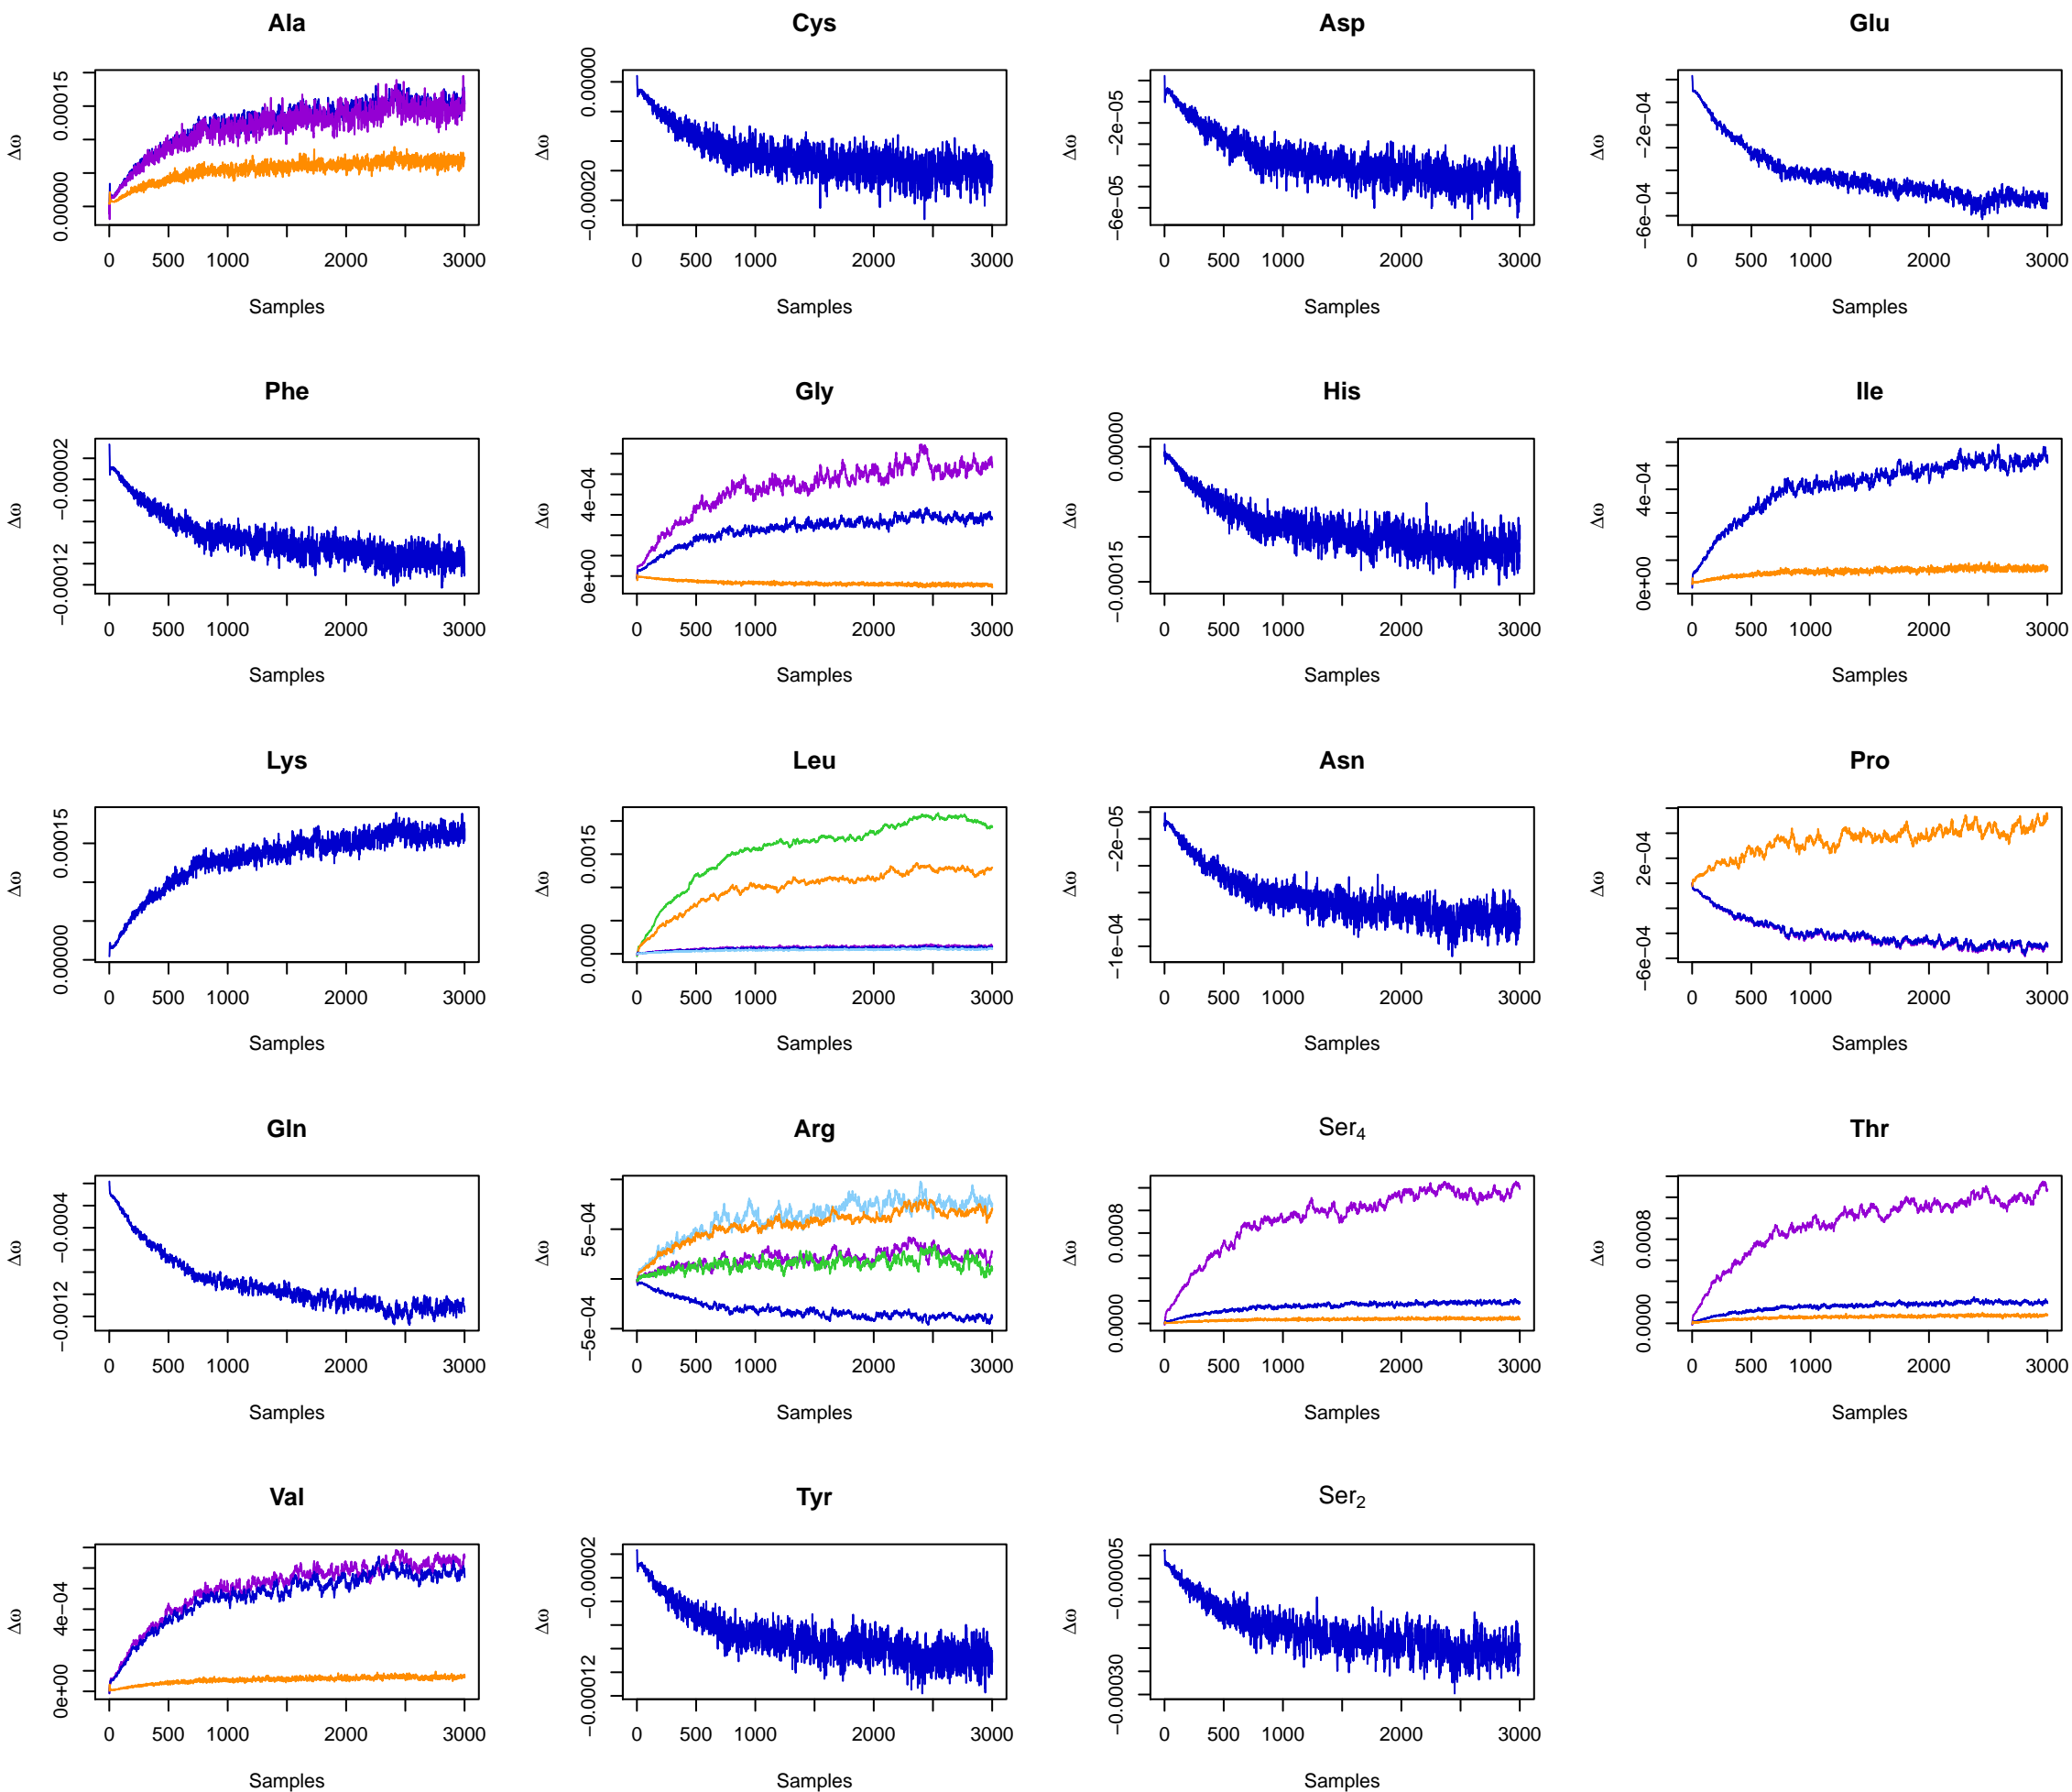 Ala Cys Asp Glu
Δω 0.00000 0.00015
0 500 1000 2000 3000
Samples
Δω −0.00020 0.00000
0 500 1000 2000 3000
Samples
Δω −6e−05 −2e−05
0 500 1000 2000 3000
Samples
Δω −6e−04 −2e−04
0 500 1000 2000 3000
Samples
Phe Gly His Ile
Δω −0.00012 −0.00002
0 500 1000 2000 3000
Samples
Δω 0e+00 4e−04
0 500 1000 2000 3000
Samples
Δω −0.00015 0.00000
0 500 1000 2000 3000
Samples
Δω 0e+00 4e−04
0 500 1000 2000 3000
Samples
Lys Leu Asn Pro
Δω 0.00000 0.00015
0 500 1000 2000 3000
Samples
Δω 0.0000 0.0015
0 500 1000 2000 3000
Samples
Δω −1e−04 −2e−05
0 500 1000 2000 3000
Samples
Δω −6e−04 2e−04
0 500 1000 2000 3000
Samples
Gln Arg Ser₄ Thr
Δω −0.0012 −0.0004
0 500 1000 2000 3000
Samples
Δω −5e−04 5e−04
0 500 1000 2000 3000
Samples
Δω 0.0000 0.0008
0 500 1000 2000 3000
Samples
Δω 0.0000 0.0008
0 500 1000 2000 3000
Samples
Val Tyr Ser₂
Δω 0e+00 4e−04
0 500 1000 2000 3000
Samples
Δω −0.00012 −0.00002
0 500 1000 2000 3000
Samples
Δω −0.00030 −0.00005
0 500 1000 2000 3000
Samples